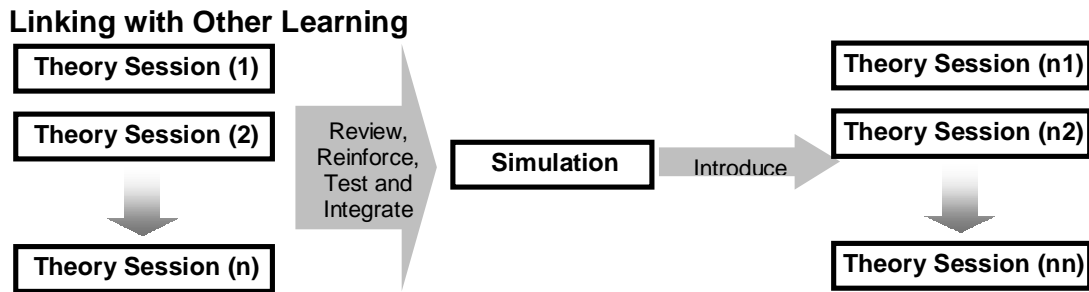 Linking with Other Learning
Theory Session (1)
Theory Session (2)
Theory Session (n)
Review,
Reinforce,
Test and
Integrate
Simulation
Introduce
Theory Session (n1)
Theory Session (n2)
Theory Session (nn)